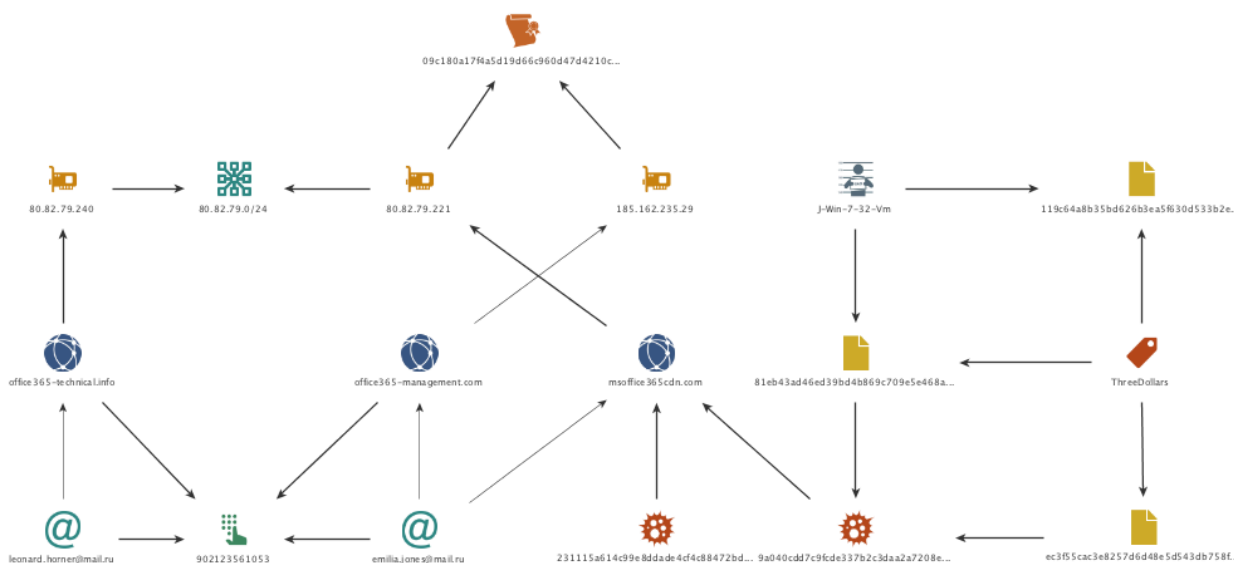 09c180a17f4a5d19d66c960d47d4210c...
80.82.79.240
80.82.79.0/24
80.82.79.221
185.162.235.29
J-Win-7-32-Vm
119c64a8b35bd626b3ea5f630d533b2e..
office365-technical.info
office365-management.com
msoffice365cdn.com
81eb43ad46ed39bd4b869c709e5e468a...
ThreeDollars
leonard.horner@mail.ru
902123561053
emilia.jones@mail.ru
231115a614c99e8ddade4cf4c88472bd...
9a040cdd7c9fcde337b2c3daa2a7208e...
ec3f55cac3e8257d6d48e5d543db758f..